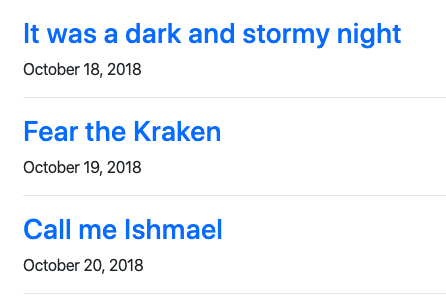 It was a dark and stormy night
October 18, 2018
Fear the Kraken
October 19, 2018
Call me Ishmael
October 20, 2018